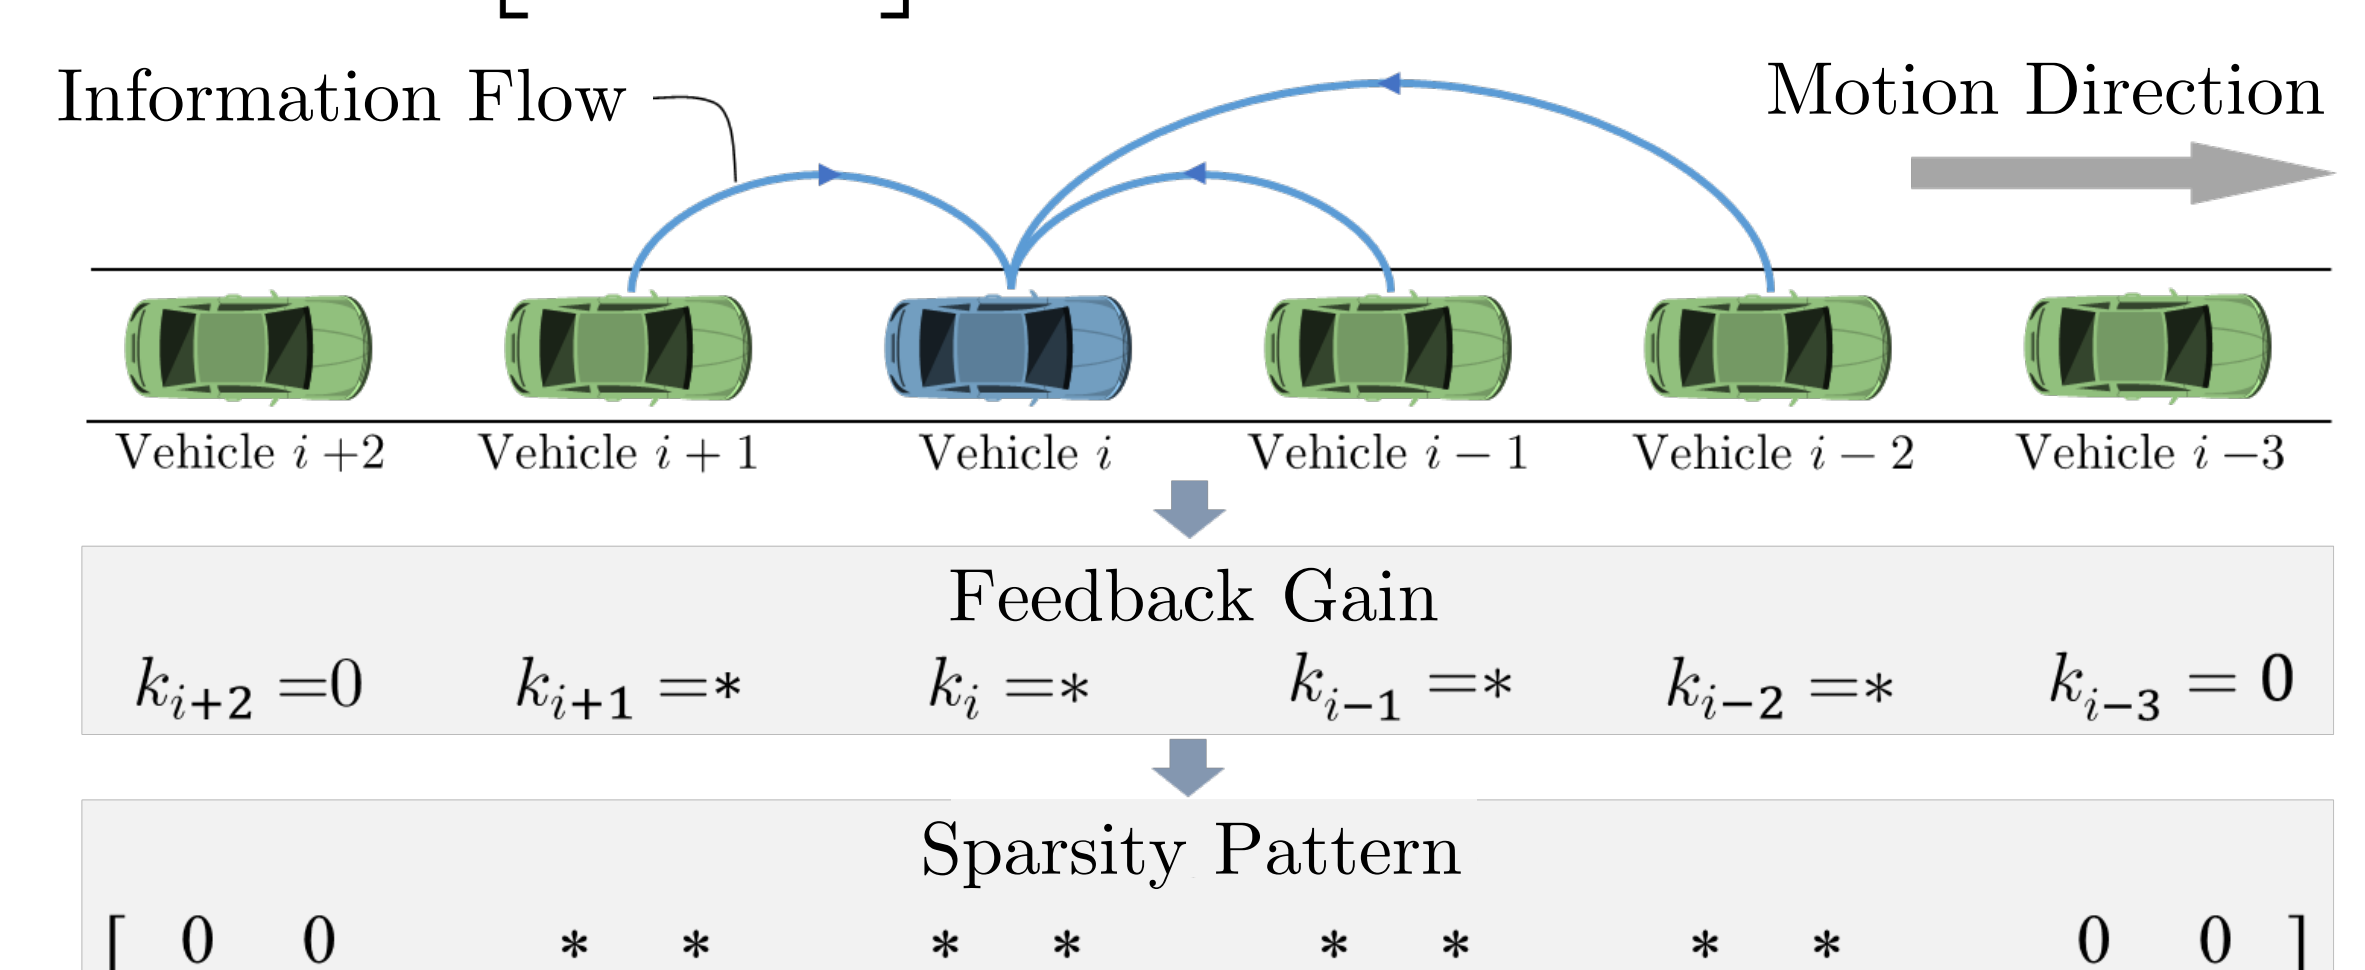 [ ]
Information Flow
Motion Direction
Vehicle i +2 Vehicle i + 1 Vehicle i Vehicle i − 1 Vehicle i − 2 Vehicle i −3
Feedback Gain
k_{i+2} =0 k_{i+1} =* k_i =* k_{i−1} =* k_{i−2} =* k_{i−3} = 0
Sparsity Pattern
[ 0 0 * * * * * * * * 0 0 ]